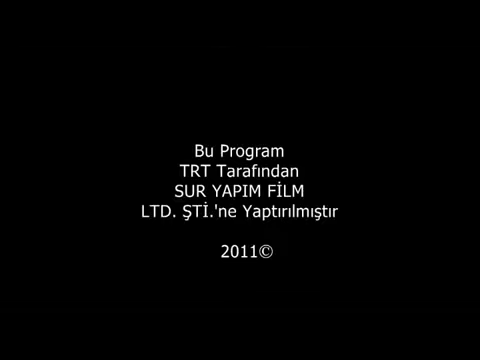 Bu Program
TRT Tarafından
SUR YAPIM FİLM
LTD. ŞTİ.'ne Yaptırılmıştır
2011©